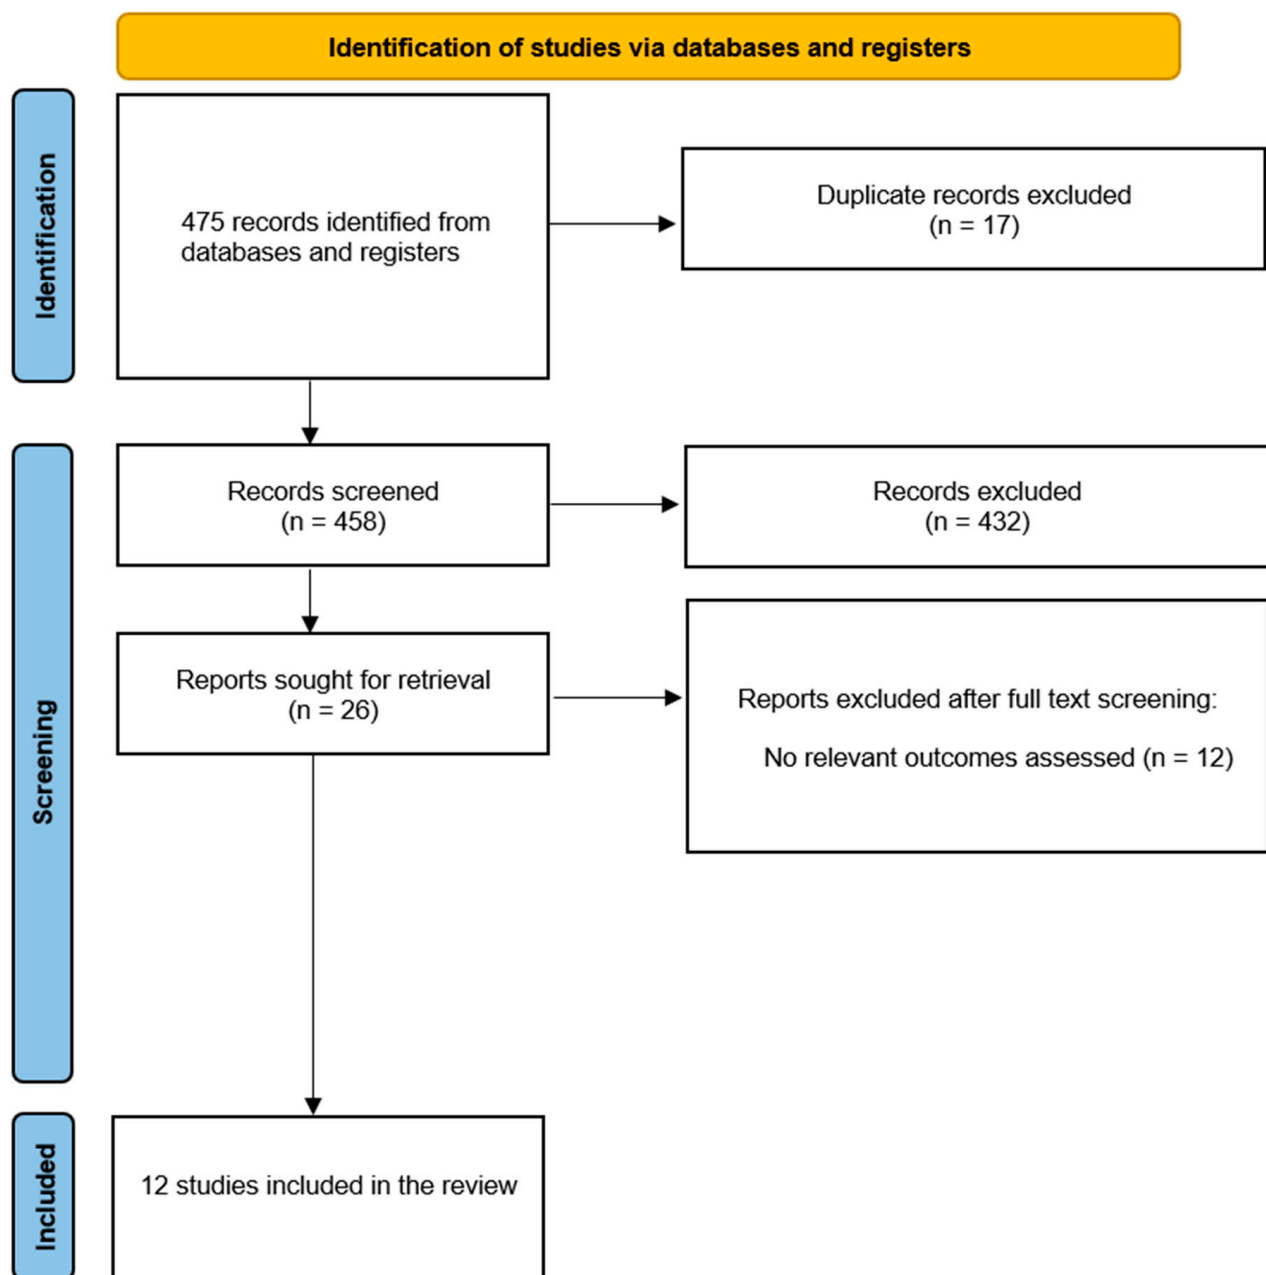 Identification of studies via databases and registers
Identification
475 records identified from
databases and registers
Duplicate records excluded
(n = 17)
Screening
Records screened
(n = 458)
Records excluded
(n = 432)
Reports sought for retrieval
(n = 26)
Reports excluded after full text screening:
No relevant outcomes assessed (n = 12)
Included
12 studies included in the review